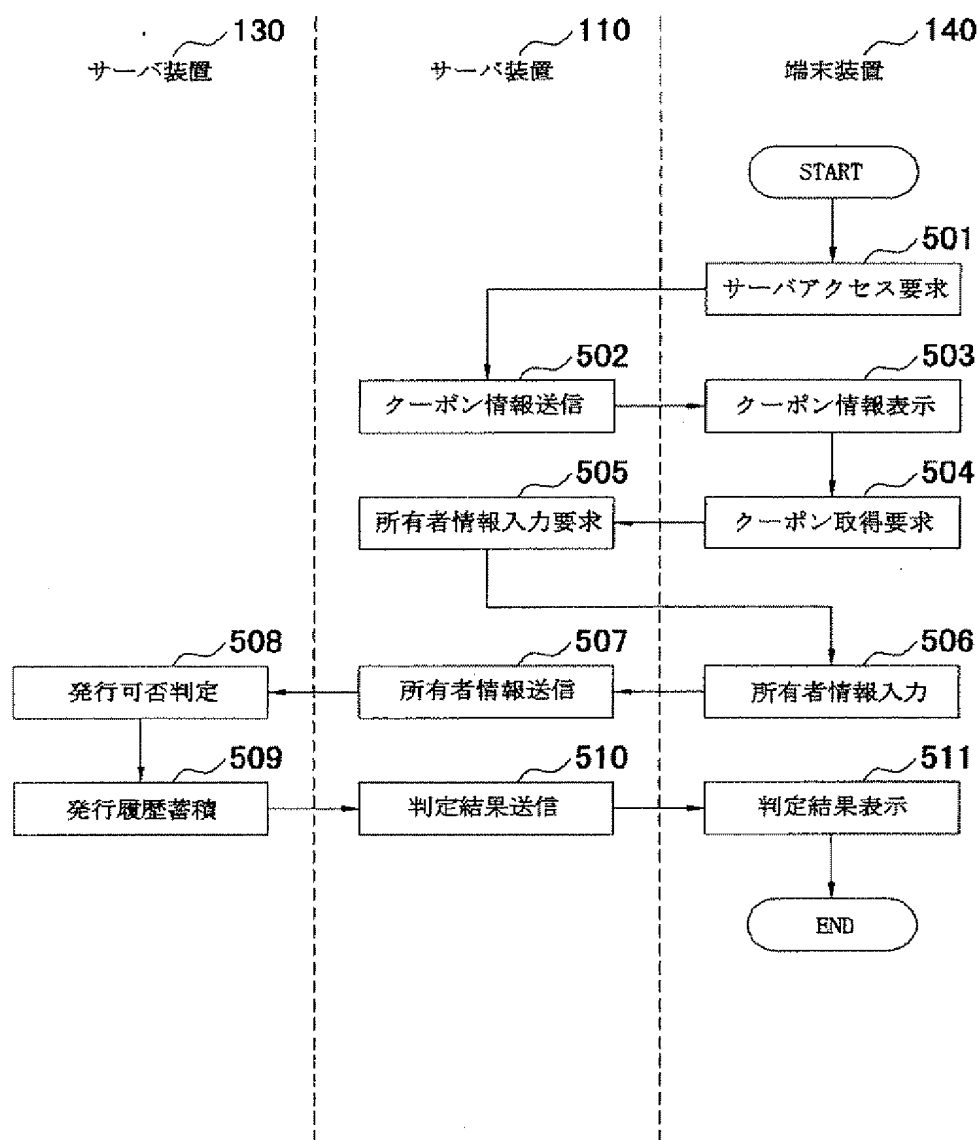 130
110
140
サーバ装置
サーバ装置
端末装置
START
501
サーバアクセス要求
502
503
クーポン情報送信
クーポン情報表示
505
504
所有者情報入力要求
クーポン取得要求
508
507
506
発行可否判定
所有者情報送信
所有者情報入力
509
510
511
発行履歴蓄積
判定結果送信
判定結果表示
END